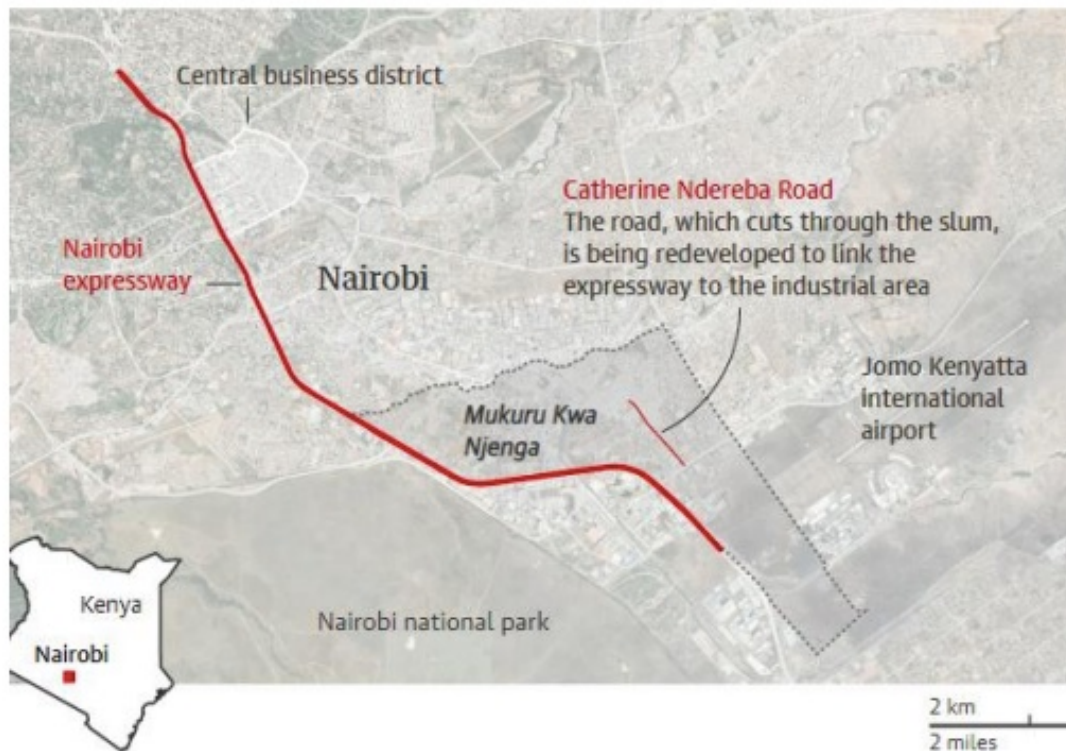 Central business district
Catherine Ndereba Road
The road, which cuts through the slum,
is being redeveloped to link the
expressway to the industrial area
Nairobi
expressway
Nairobi
Jomo Kenyatta
international
airport
Mukuru Kwa
Njenga
Kenya
Nairobi
Nairobi national park
2 km
2 miles